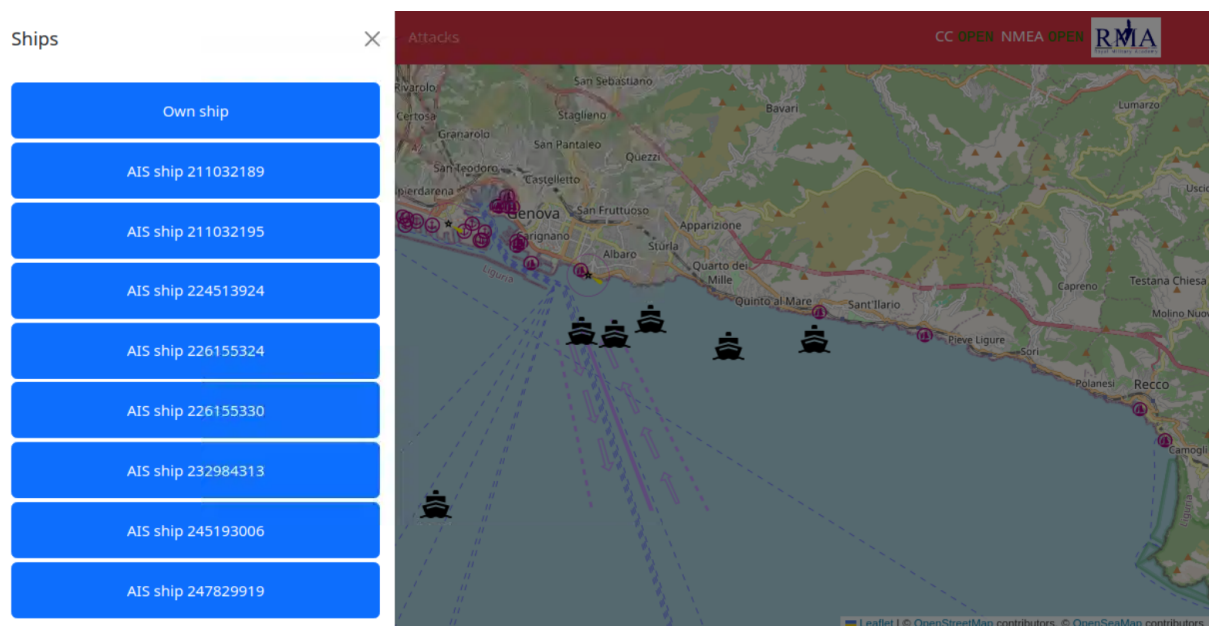 Ships
Own ship
AIS ship 211032189
AIS ship 211032195
AIS ship 224513924
AIS ship 226155324
AIS ship 226155330
AIS ship 232984313
AIS ship 245193006
AIS ship 247829919
Attacks
CC OPEN NMEA OPEN
RMA
San Sebastiano
Rivarolo
Bavari
Lumarzo
Certosa
Staglieno
Granarolo
San Pantaleo
Quezzi
San Teodoro
Castelletto
Genova
San Fruttuoso
Apparizione
Carignano
Albaro
Sturla
Quarto dei
Mille
Liguria
Capreno
Testana Chiesa
Quinto al Mare
Sant'Ilario
Pieve Ligure
Sori
Polanesi
Recco
Camogli
Liguria
Leaflet | © OpenStreetMap contributors, © OpenSeaMap contributors